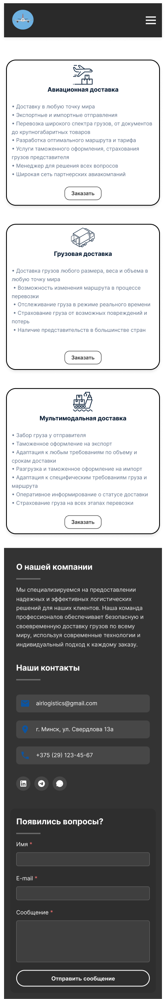 Авиационная доставка
• Доставку в любую точку мира
• Экспортные и импортные отправления
• Перевозка широкого спектра грузов, от документов
до крупногабаритных товаров
• Разработка оптимального маршрута и тарифа
• Услуги таможенного оформления, страхования
грузов представителя
• Менеджер для решения всех вопросов
• Широкая сеть партнерских авиакомпаний
Заказать
Грузовая доставка
• Доставка грузов любого размера, веса и объема в
любую точку мира
• Возможность изменения маршрута в процессе
перевозки
• Отслеживание груза в режиме реального времени
• Страхование груза от возможных повреждений и
потерь
• Наличие представительств в большинстве стран
Заказать
Мультимодальная доставка
• Забор груза у отправителя
• Таможенное оформление на экспорт
• Адаптация к любым требованиям по объему и
срокам доставки
• Разгрузка и таможенное оформление на импорт
• Адаптация к специфическим требованиям груза и
маршрута
• Оперативное информирование о статусе доставки
• Страхование груза на всех этапах перевозки
Заказать
О нашей компании
Мы специализируемся на предоставлении
надежных и эффективных логистических
решений для наших клиентов. Наша команда
профессионалов обеспечивает безопасную и
своевременную доставку грузов по всему
миру, используя современные технологии и
индивидуальный подход к каждому заказу.
Наши контакты
airlogistics@gmail.com
г. Минск, ул. Свердлова 13а
+375 (29) 123-45-67
Появились вопросы?
Имя *
E-mail *
Сообщение *
Отправить сообщение